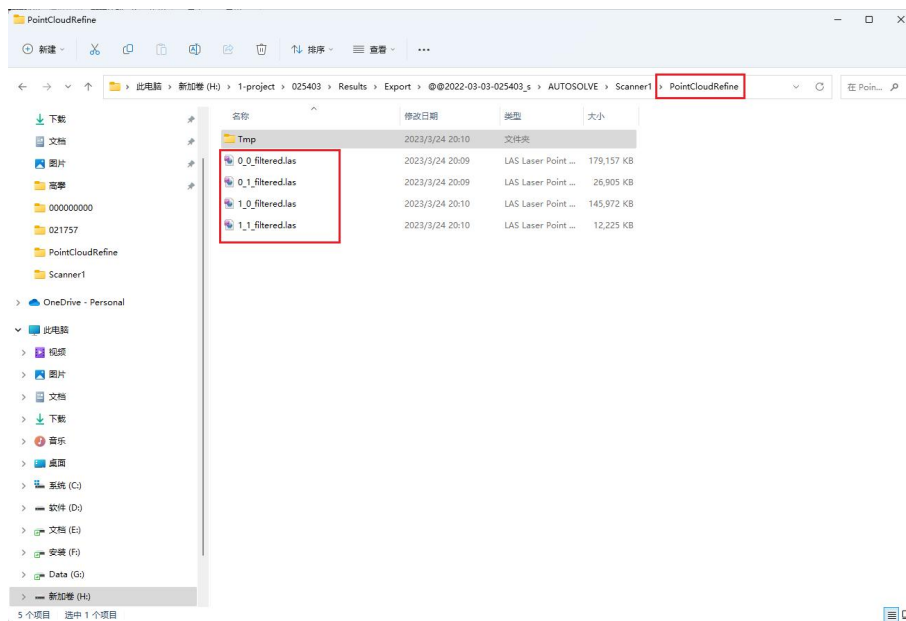 PointCloudRefine
新建
排序
查看
此电脑 › 新加卷 (H:) › 1-project › 025403 › Results › Export › @@2022-03-03-025403_s › AUTOSOLVE › Scanner1 › PointCloudRefine
在 Poin...
名称 修改日期 类型 大小
Tmp 2023/3/24 20:10 文件夹
0_0_filtered.las 2023/3/24 20:09 LAS Laser Point ... 179,157 KB
0_1_filtered.las 2023/3/24 20:09 LAS Laser Point ... 26,905 KB
1_0_filtered.las 2023/3/24 20:10 LAS Laser Point ... 145,972 KB
1_1_filtered.las 2023/3/24 20:10 LAS Laser Point ... 12,225 KB
下载
文档
图片
高攀
000000000
021757
PointCloudRefine
Scanner1
OneDrive - Personal
此电脑
视频
图片
文档
下载
音乐
桌面
系统 (C:)
软件 (D:)
文档 (E:)
安装 (F:)
Data (G:)
新加卷 (H:)
5 个项目 选中 1 个项目